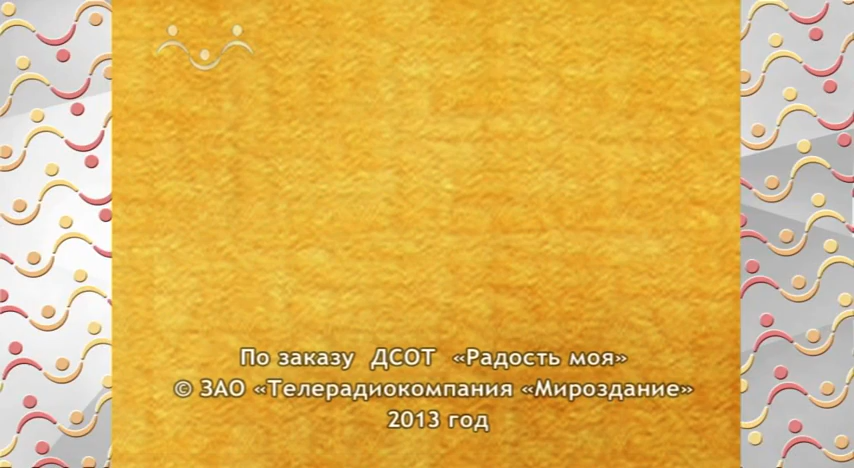 По заказу ДСОТ «Радость моя»
© ЗАО «Телерадиокомпания «Мироздание»
2013 год